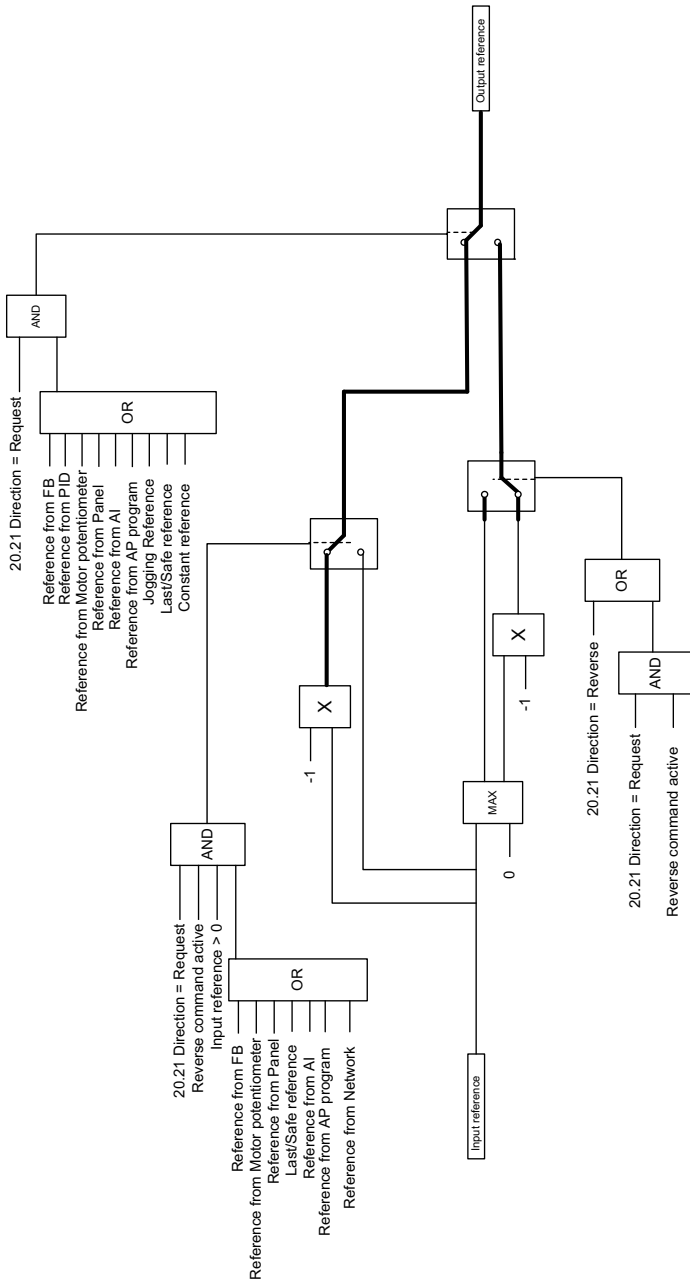 20.21 Direction = Request
AND
Reference from FB
Reference from PID
Reference from Motor potentiometer
Reference from Panel
Reference from AI
Reference from AP program
Jogging Reference
Last/Safe reference
Constant reference
OR
20.21 Direction = Request
Reverse command active
Input reference > 0
AND
Reference from FB
Reference from Motor potentiometer
Reference from Panel
Last/Safe reference
Reference from AI
Reference from AP program
Reference from Network
OR
-1
X
Output reference
Input reference
MAX
0
X
-1
20.21 Direction = Reverse
OR
20.21 Direction = Request
Reverse command active
AND